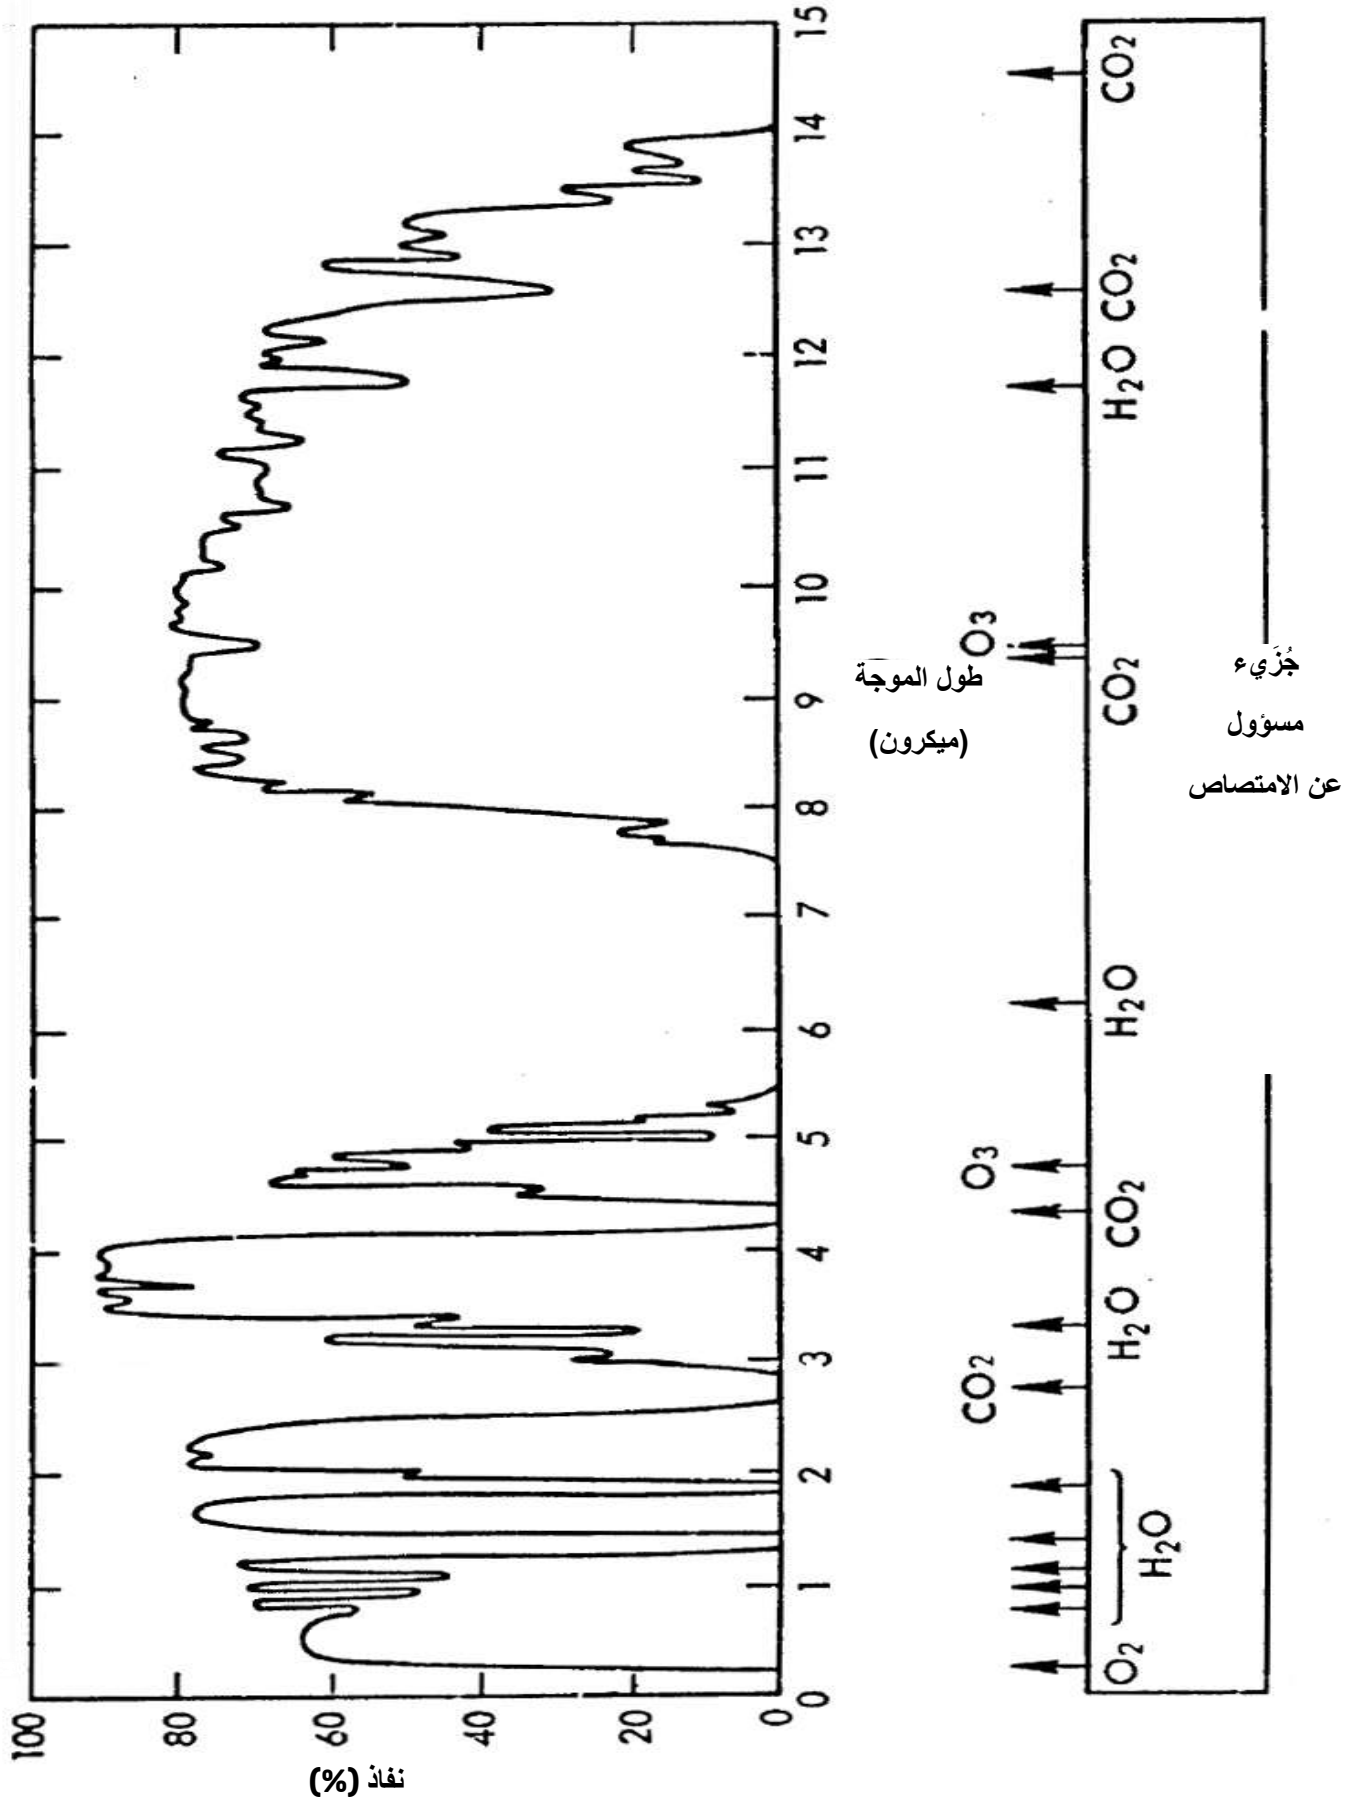 100
80
60
40
20
0
نفاذ (%)
0 1 2 3 4 5 6 7 8 9 10 11 12 13 14 15
طول الموجة
(ميكرون)
CO2
O3
O3
O2
H2O
H2O
CO2
H2O
CO2
H2O
CO2
CO2
جُزَيء
مسؤول
عن الامتصاص